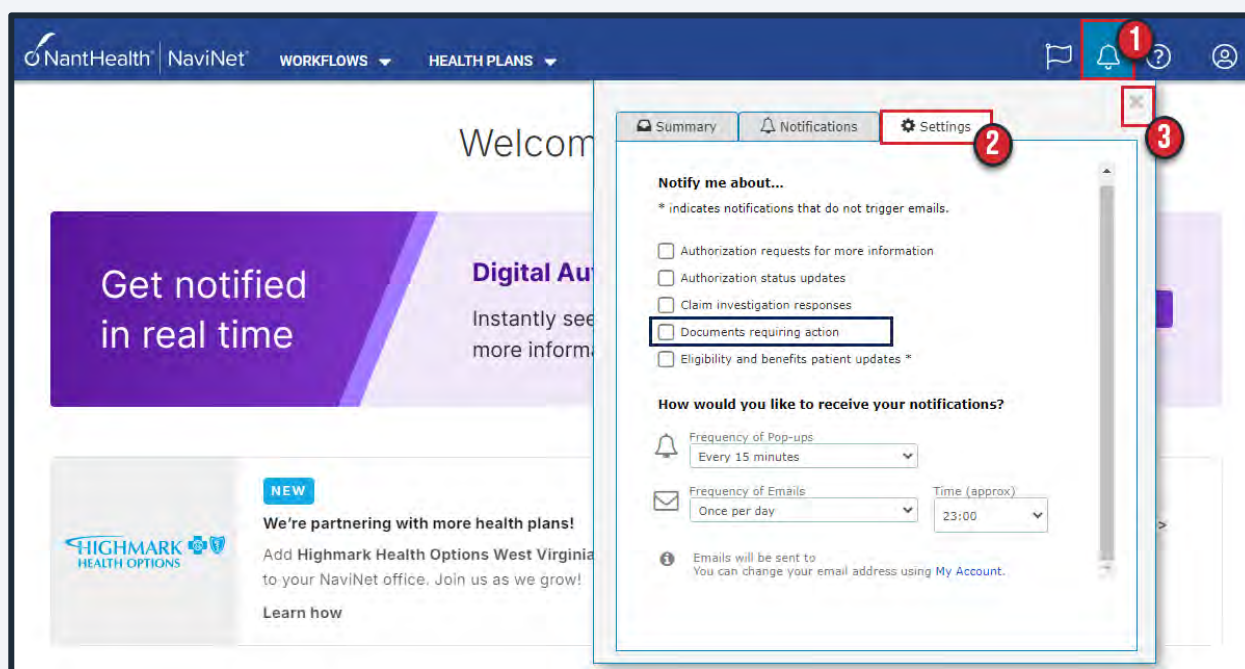 NantHealth® NaviNet® WORKFLOWS HEALTH PLANS
1
?
Welcom
Get notified
in real time
Digital Au
Instantly see
more informa
HIGHMARK
HEALTH OPTIONS
NEW
We're partnering with more health plans!
Add Highmark Health Options West Virginia
to your NaviNet office. Join us as we grow!
Learn how
>
Summary Notifications Settings
2
3
Notify me about...
* indicates notifications that do not trigger emails.
Authorization requests for more information
Authorization status updates
Claim investigation responses
Documents requiring action
Eligibility and benefits patient updates *
How would you like to receive your notifications?
Frequency of Pop-ups
Every 15 minutes
Frequency of Emails Time (approx)
Once per day 23:00
Emails will be sent to
You can change your email address using My Account.